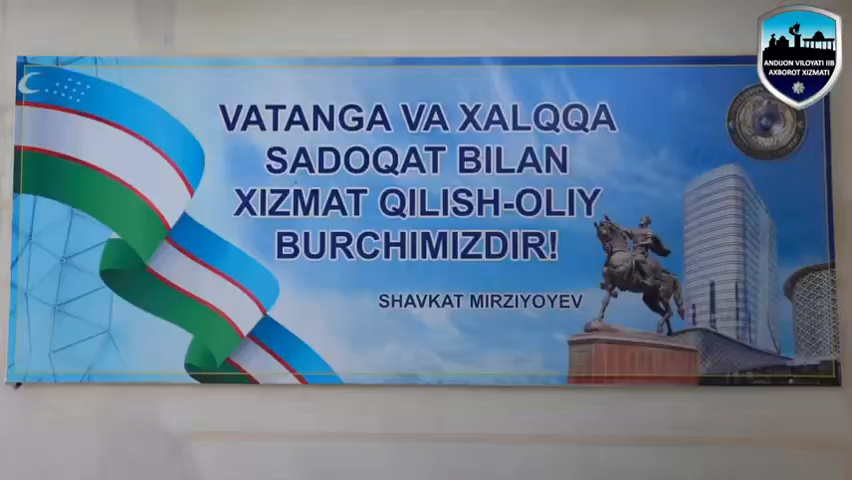 ANDIJON VILOYATI IIB
AXBOROT XIZMATI
VATANGA VA XALQQA
SADOQAT BILAN
XIZMAT QILISH-OLIY
BURCHIMIZDIR!
SHAVKAT MIRZIYOYEV